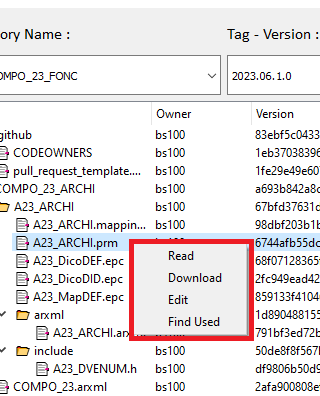 ory Name : Tag - Version :
OMPO_23_FONC 2023.06.1.0
Owner Version
github bs100 83ebf5c0433
CODEOWNERS bs100 1eb37038396
pull_request_template.... bs100 1fe29e49e60
COMPO_23_ARCHI bs100 a693b842a8c
A23_ARCHI bs100 67bfd37631c
A23_ARCHI.mappin... bs100 98dbf203b1b
A23_ARCHI.prm bs100 6744afb55dc
A23_DicoDEF.epc 68f07128365
A23_DicoDID.epc 2fc949ead42
A23_MapDEF.epc 859133f4104
arxml 1d890488155
A23_ARCHI.arx 791bf3ed72b
include bs100 50de8f8f567
A23_DVENUM.h bs100 df9806b50d9
COMPO_23.arxml bs100 2afa900808e
Read
Download
Edit
Find Used